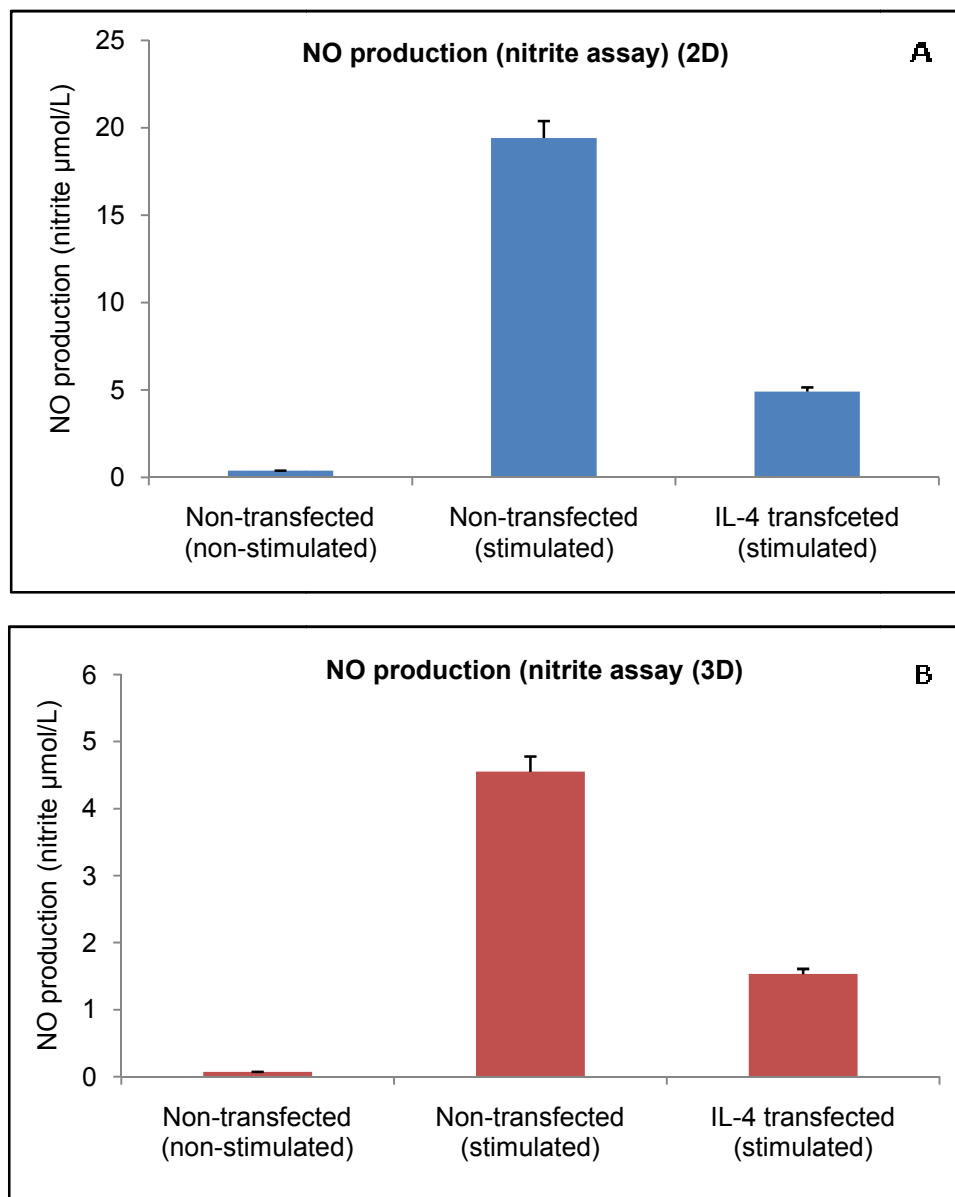 NO production (nitrite assay) (2D)
A
NO production (nitrite µmol/L)
25
20
15
10
5
0
Non-transfected
(non-stimulated)
Non-transfected
(stimulated)
IL-4 transfceted
(stimulated)
NO production (nitrite assay (3D)
B
NO production (nitrite µmol/L)
6
5
4
3
2
1
0
Non-transfected
(non-stimulated)
Non-transfected
(stimulated)
IL-4 transfected
(stimulated)